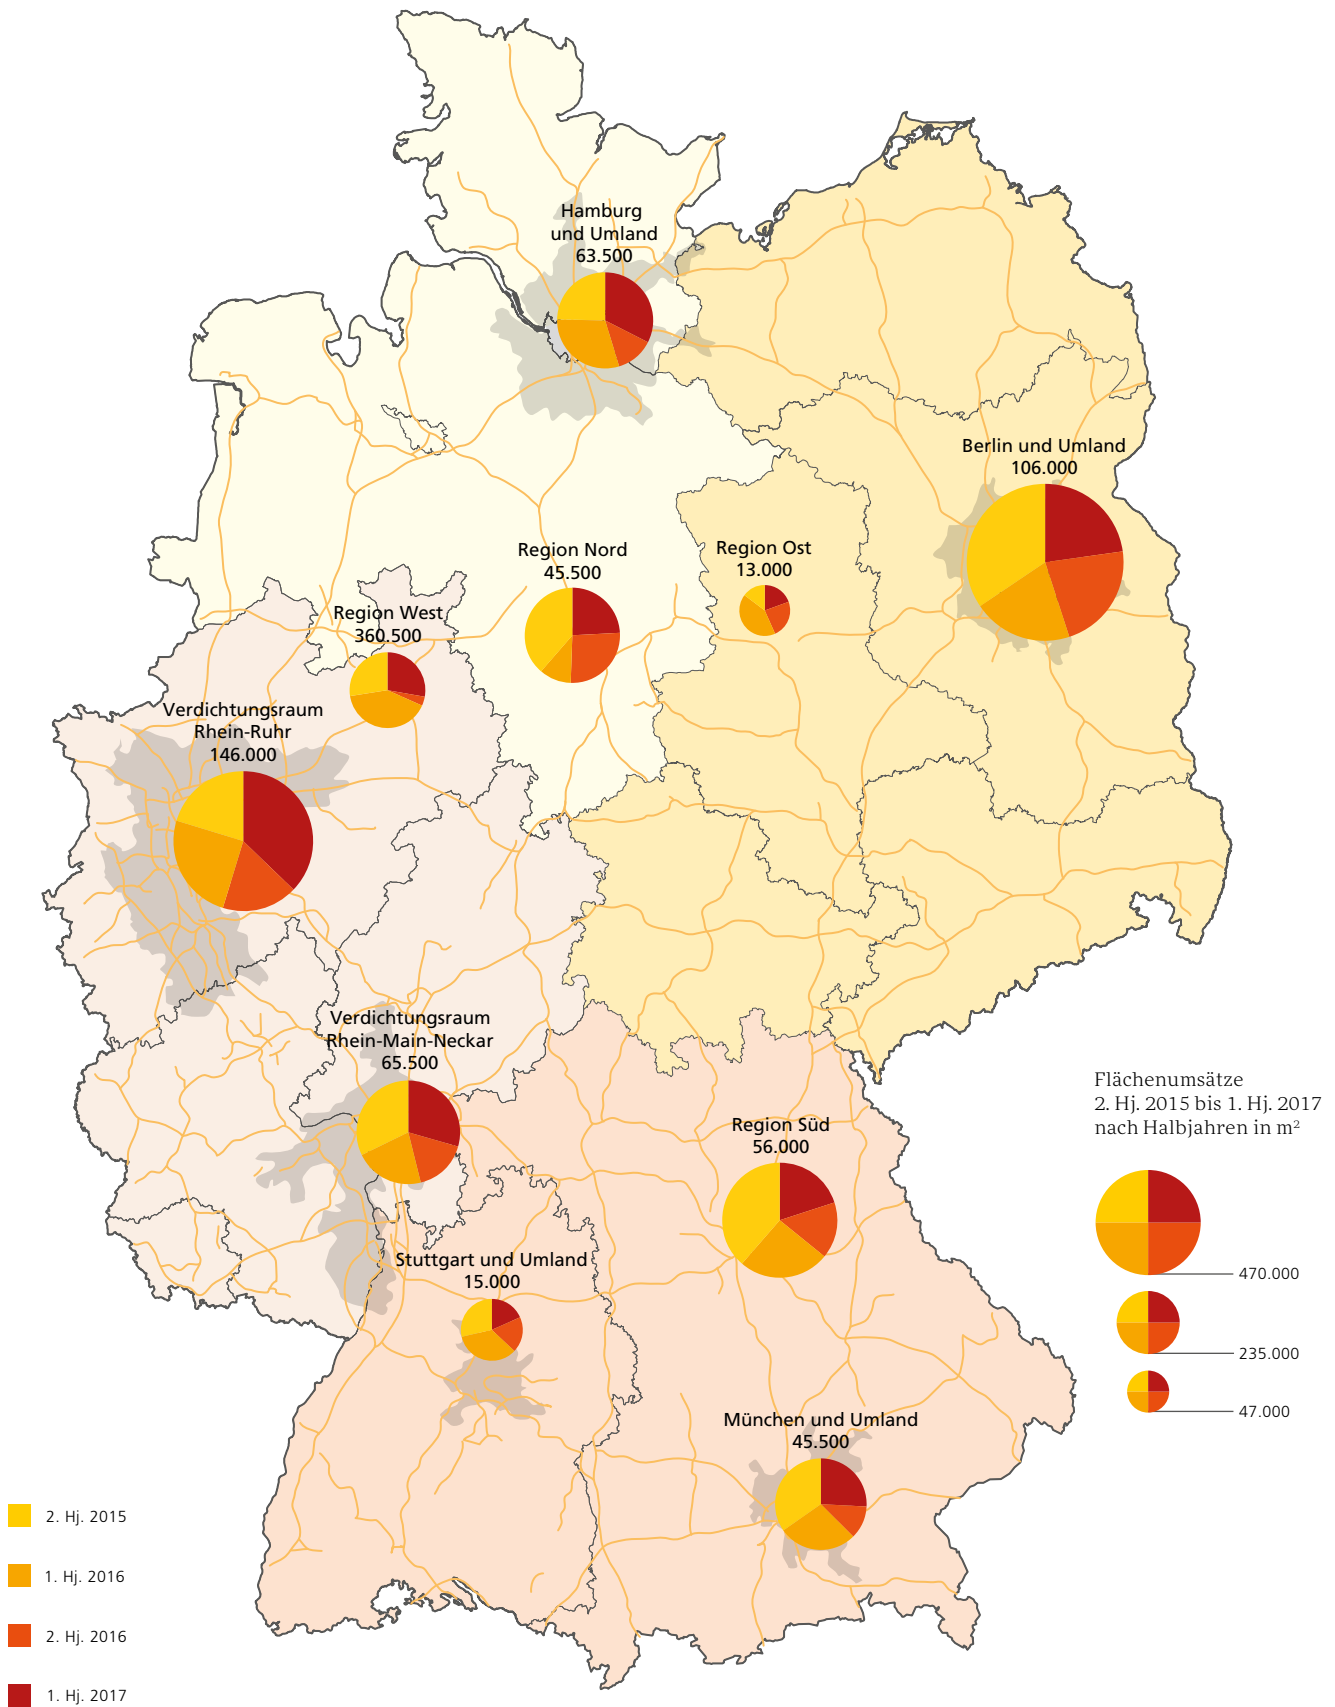 Hamburg
und Umland
63.500
Berlin und Umland
106.000
Region Nord
45.500
Region Ost
13.000
Region West
360.500
Verdichtungsraum
Rhein-Ruhr
146.000
Verdichtungsraum
Rhein-Main-Neckar
65.500
Region Süd
56.000
Stuttgart und Umland
15.000
München und Umland
45.500
Flächenumsätze
2. Hj. 2015 bis 1. Hj. 2017
nach Halbjahren in m²
470.000
235.000
47.000
2. Hj. 2015
1. Hj. 2016
2. Hj. 2016
1. Hj. 2017